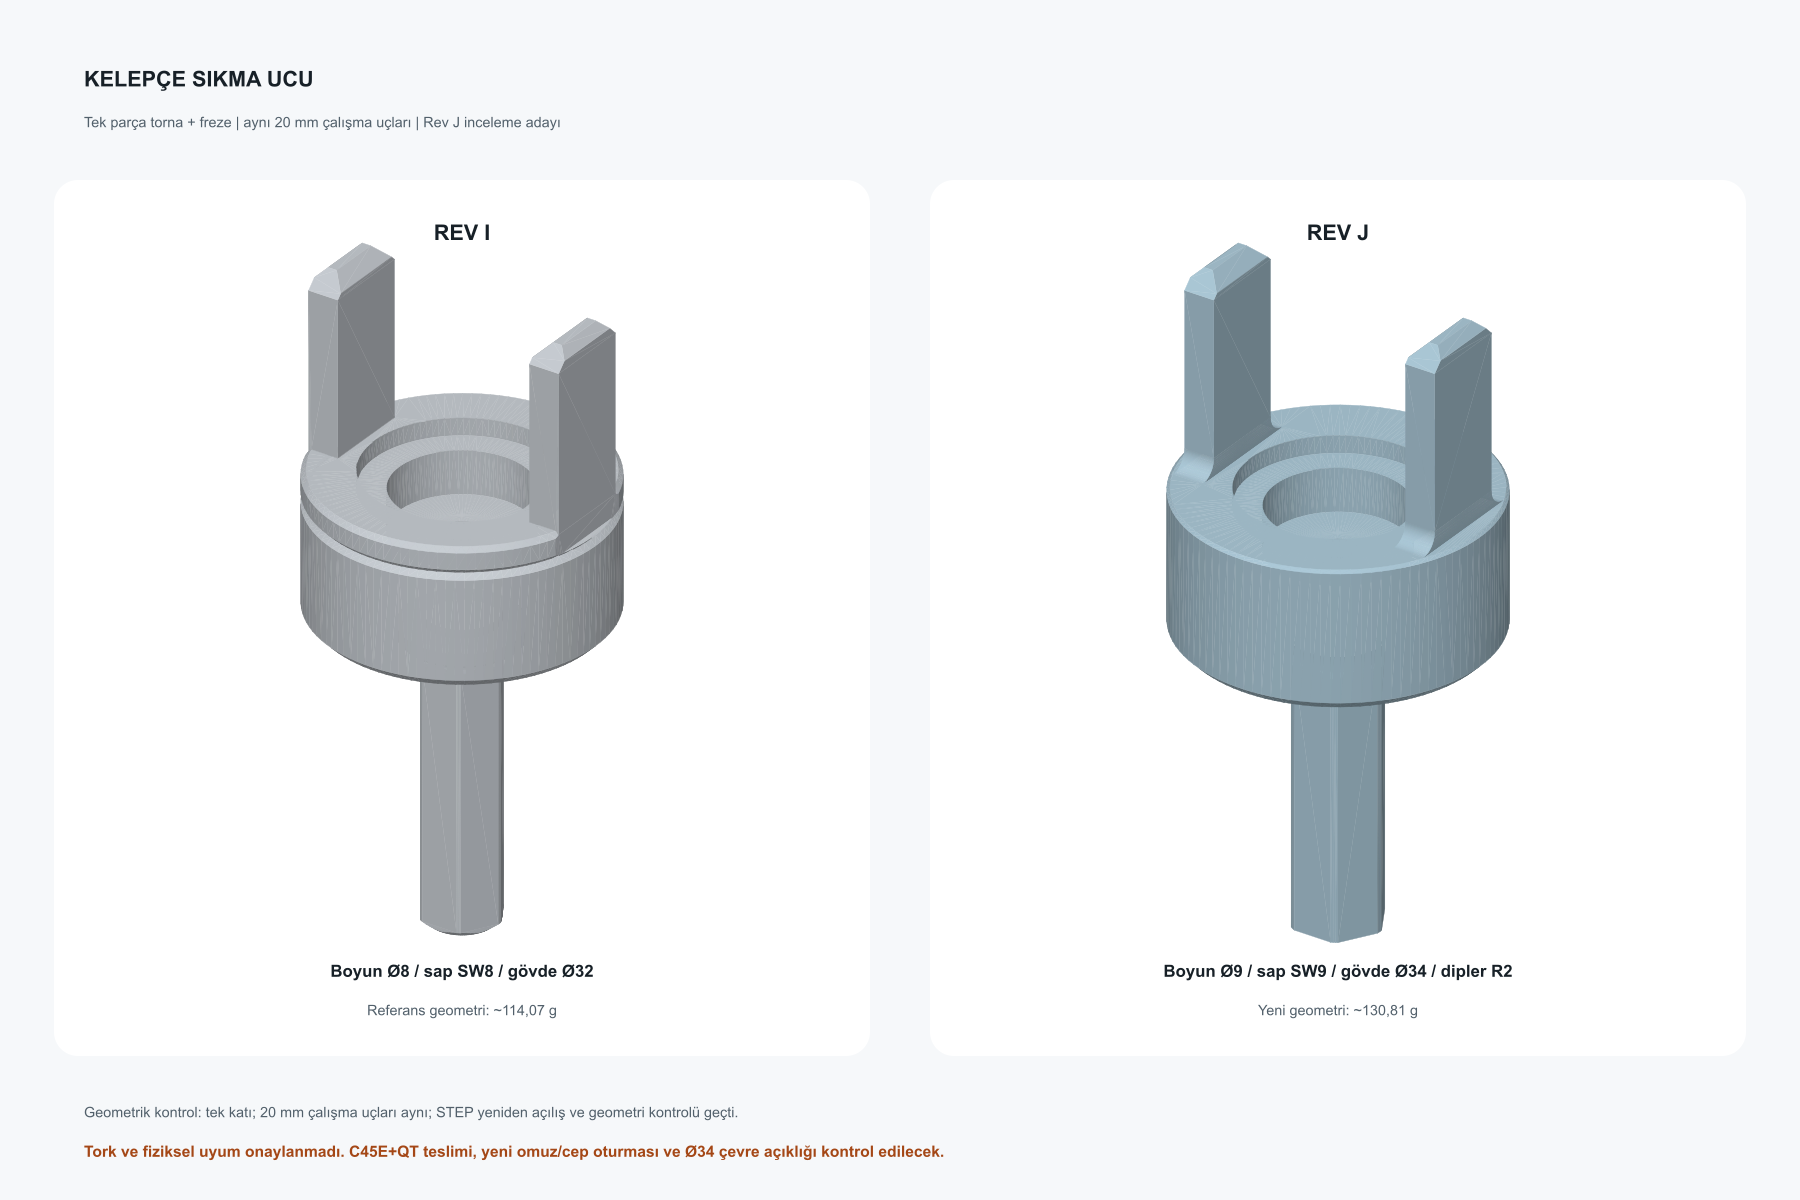 KELEPÇE SIKMA UCU
Tek parça torna + freze | aynı 20 mm çalışma uçları | Rev J inceleme adayı
REV I
REV J
Boyun Ø8 / sap SW8 / gövde Ø32
Boyun Ø9 / sap SW9 / gövde Ø34 / dipler R2
Referans geometri: ~114,07 g
Yeni geometri: ~130,81 g
Geometrik kontrol: tek katı; 20 mm çalışma uçları aynı; STEP yeniden açılış ve geometri kontrolü geçti.
Tork ve fiziksel uyum onaylanmadı. C45E+QT teslimi, yeni omuz/cep oturması ve Ø34 çevre açıklığı kontrol edilecek.